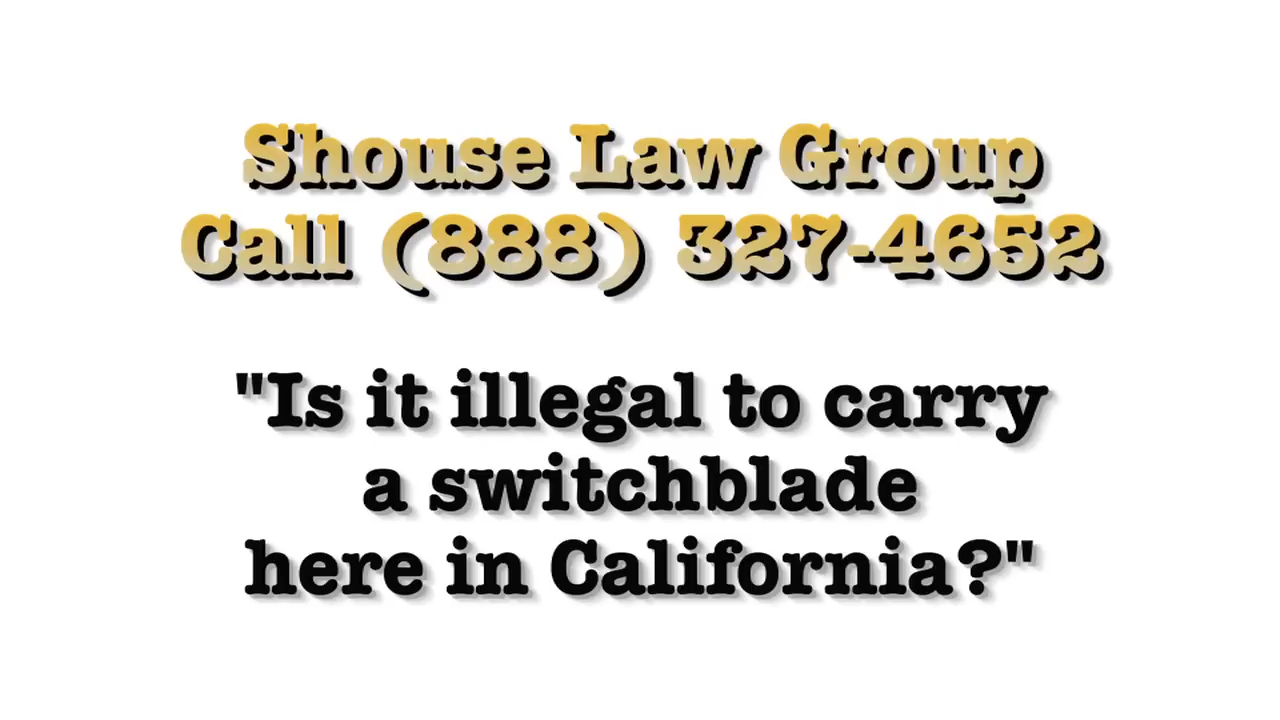 Shouse Law Group
Call (888) 327-4652
"Is it illegal to carry
a switchblade
here in California?"